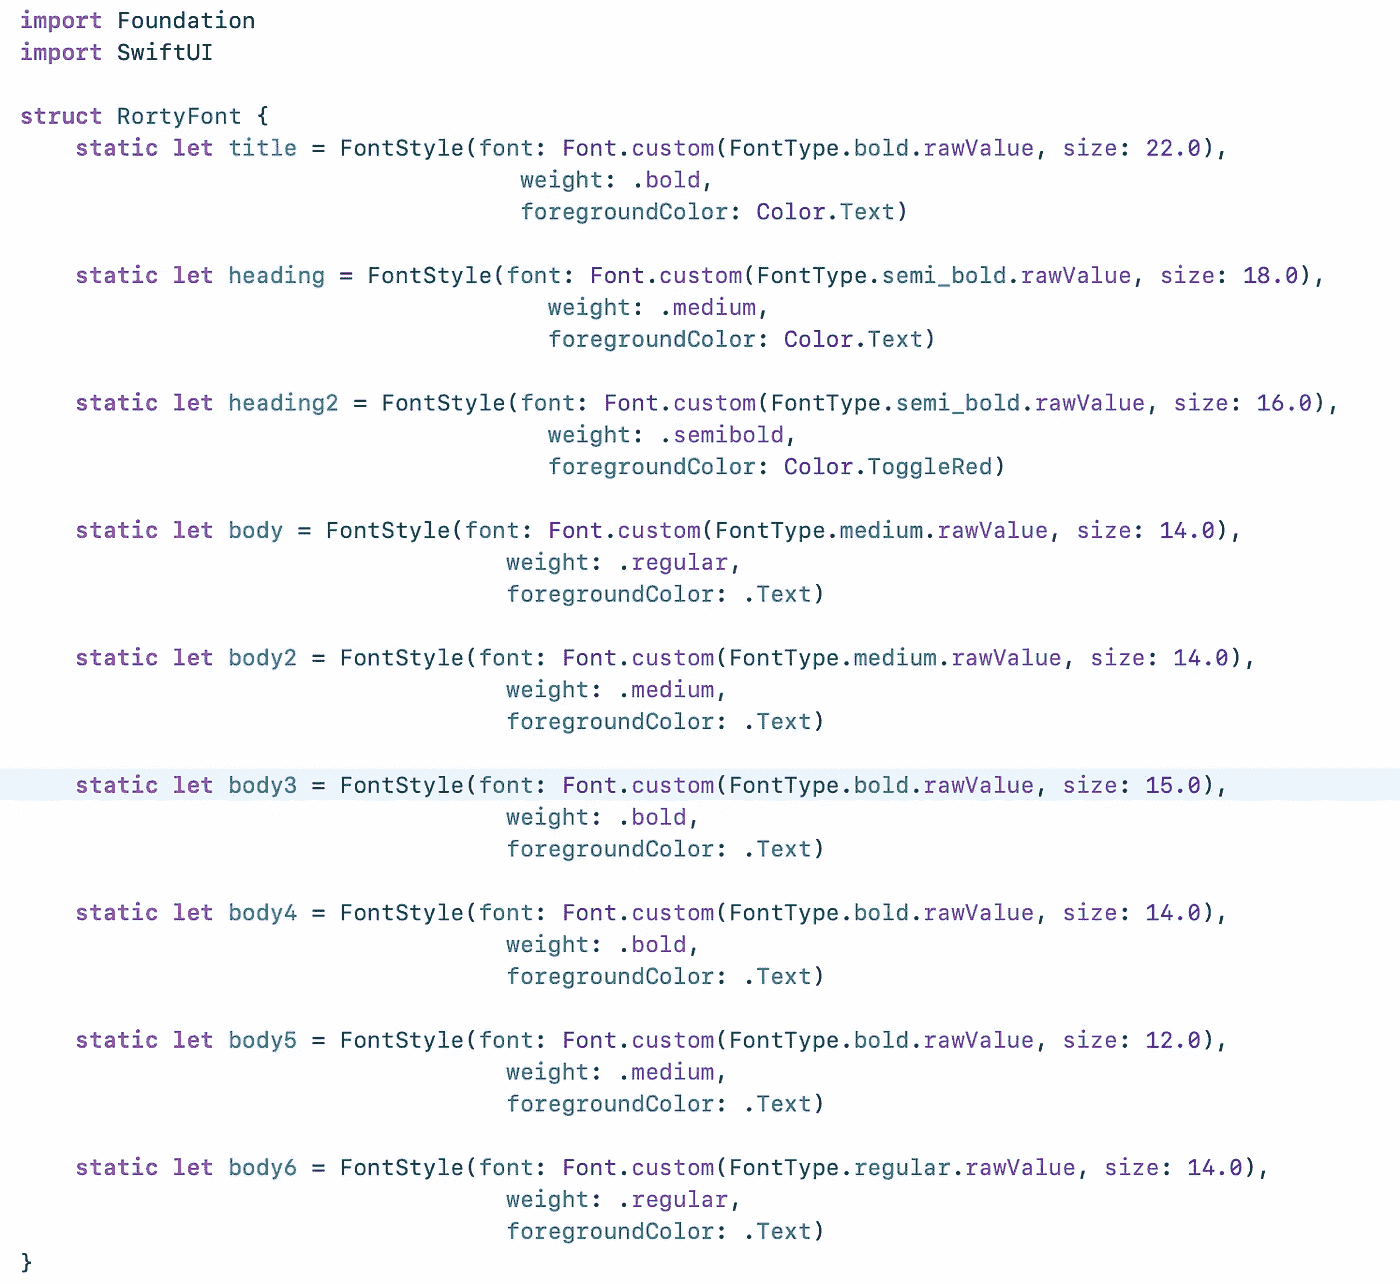 import Foundation
import SwiftUI

struct RortyFont {
    static let title = FontStyle(font: Font.custom(FontType.bold.rawValue, size: 22.0),
                                weight: .bold,
                                foregroundColor: Color.Text)

    static let heading = FontStyle(font: Font.custom(FontType.semi_bold.rawValue, size: 18.0),
                                  weight: .medium,
                                  foregroundColor: Color.Text)

    static let heading2 = FontStyle(font: Font.custom(FontType.semi_bold.rawValue, size: 16.0),
                                  weight: .semibold,
                                  foregroundColor: Color.ToggleRed)

    static let body = FontStyle(font: Font.custom(FontType.medium.rawValue, size: 14.0),
                               weight: .regular,
                               foregroundColor: .Text)

    static let body2 = FontStyle(font: Font.custom(FontType.medium.rawValue, size: 14.0),
                               weight: .medium,
                               foregroundColor: .Text)

    static let body3 = FontStyle(font: Font.custom(FontType.bold.rawValue, size: 15.0),
                               weight: .bold,
                               foregroundColor: .Text)

    static let body4 = FontStyle(font: Font.custom(FontType.bold.rawValue, size: 14.0),
                               weight: .bold,
                               foregroundColor: .Text)

    static let body5 = FontStyle(font: Font.custom(FontType.bold.rawValue, size: 12.0),
                               weight: .medium,
                               foregroundColor: .Text)

    static let body6 = FontStyle(font: Font.custom(FontType.regular.rawValue, size: 14.0),
                               weight: .regular,
                               foregroundColor: .Text)
}